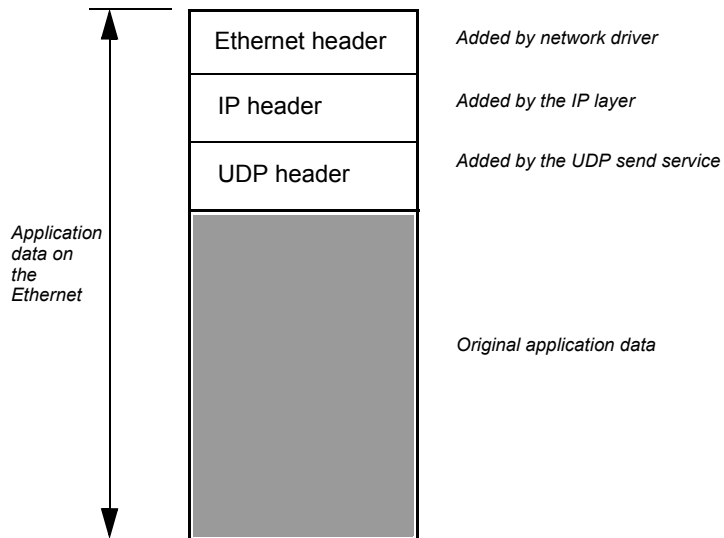 Ethernet header
Added by network driver
IP header
Added by the IP layer
UDP header
Added by the UDP send service
Application
data on
the
Ethernet
Original application data